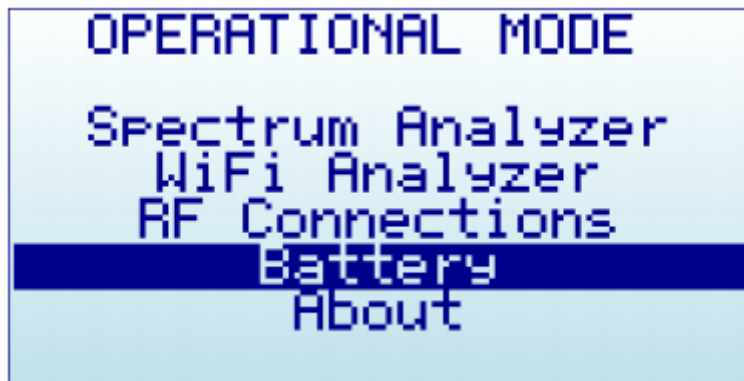 OPERATIONAL MODE
Spectrum Analyzer
WiFi Analyzer
RF Connections
Battery
About